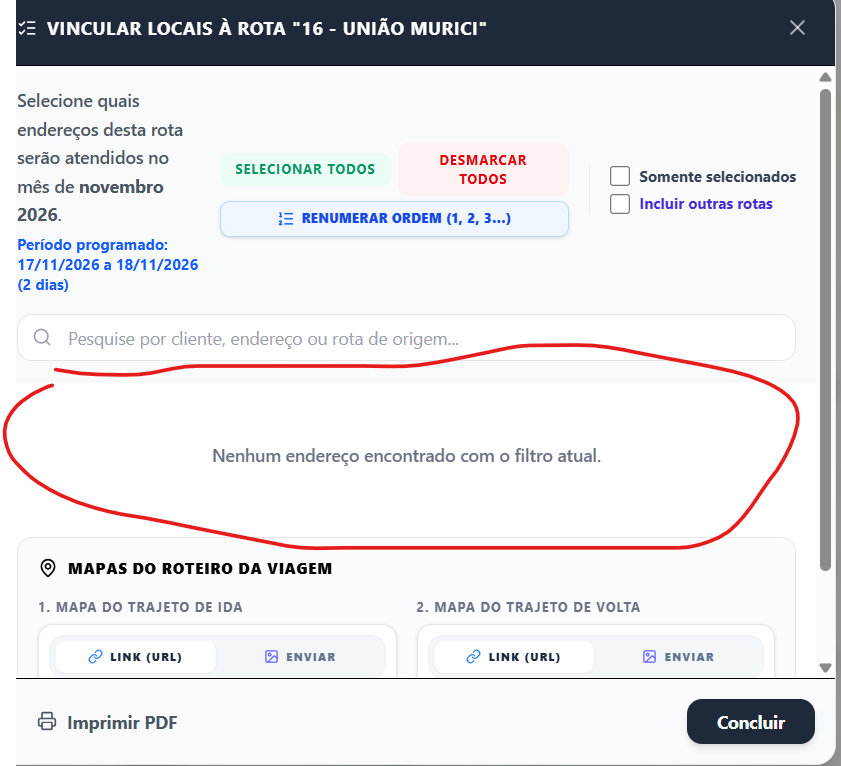 VINCULAR LOCAIS À ROTA "16 - UNIÃO MURICI"
Selecione quais
endereços desta rota
serão atendidos no
mês de novembro
2026.
Período programado:
17/11/2026 a 18/11/2026
(2 dias)
SELECIONAR TODOS
DESMARCAR
TODOS
RENUMERAR ORDEM (1, 2, 3...)
Somente selecionados
Incluir outras rotas
Pesquise por cliente, endereço ou rota de origem...
Nenhum endereço encontrado com o filtro atual.
MAPAS DO ROTEIRO DA VIAGEM
1. MAPA DO TRAJETO DE IDA
LINK (URL)
ENVIAR
2. MAPA DO TRAJETO DE VOLTA
LINK (URL)
ENVIAR
Imprimir PDF
Concluir